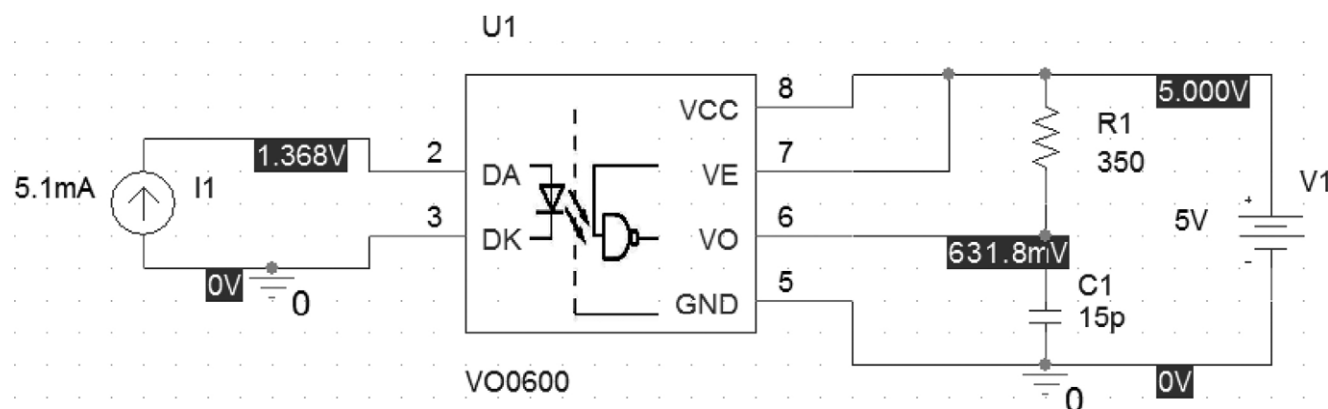 U1
8
VCC
5.000V
R1
350
1.368V
2
7
5.1mA
I1
DA
VE
V1
3
6
5V
DK
VO
631.8mV
0V
0
5
GND
C1
15p
VO0600
0
0V